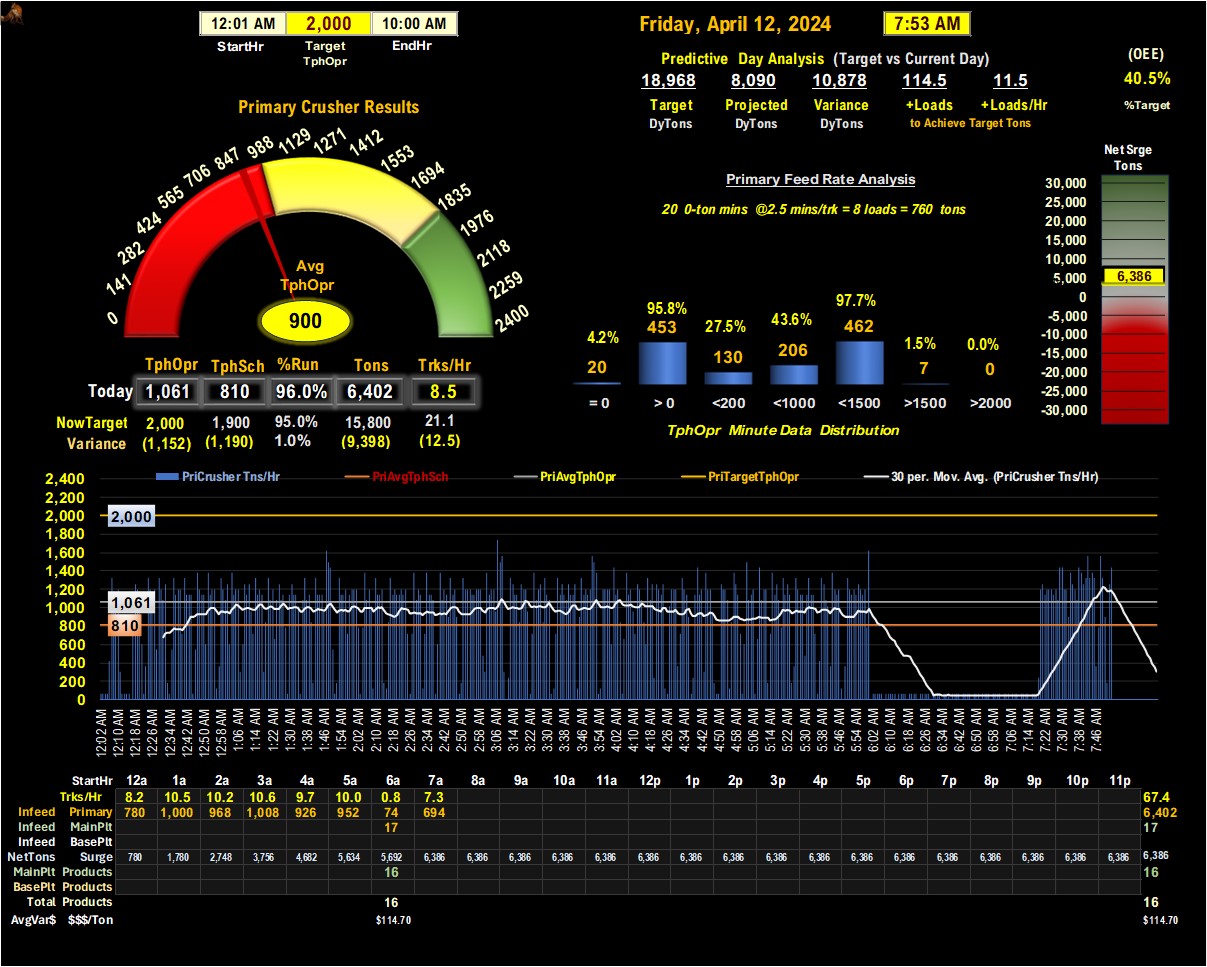 12:01 AM 2,000 10:00 AM
StartHr Target TphOpr EndHr
Friday, April 12, 2024 7:53 AM
Predictive Day Analysis (Target vs Current Day)
18,968 8,090 10,878 114.5 11.5
Target Projected Variance +Loads +Loads/Hr
DyTons DyTons DyTons to Achieve Target Tons
(OEE)
40.5%
%Target
Primary Crusher Results
0 141 282 424 565 706 847 988 1129 1271 1412 1553 1694 1835 1976 2118 2259 2400
Avg
TphOpr
900
TphOpr TphSch %Run Tons Trks/Hr
Today 1,061 810 96.0% 6,402 8.5
NowTarget 2,000 1,900 95.0% 15,800 21.1
Variance (1,152) (1,190) 1.0% (9,398) (12.5)
Primary Feed Rate Analysis
20 0-ton mins @2.5 mins/trk = 8 loads = 760 tons
4.2% 95.8% 27.5% 43.6% 97.7% 1.5% 0.0%
20 453 130 206 462 7 0
= 0 > 0 <200 <1000 <1500 >1500 >2000
TphOpr Minute Data Distribution
Net Srge
Tons
30,000
25,000
20,000
15,000
10,000
5,000
6,386
0
-5,000
-10,000
-15,000
-20,000
-25,000
-30,000
PriCrusher Tns/Hr PriAvgTphSch PriAvgTphOpr PriTargetTphOpr 30 per. Mov. Avg. (PriCrusher Tns/Hr)
2,400
2,200
2,000 2,000
1,800
1,600
1,400
1,200
1,000 1,061
800 810
600
400
200
0
12:02 AM 12:10 AM 12:18 AM 12:26 AM 12:34 AM 12:42 AM 12:50 AM 12:58 AM 1:06 AM 1:14 AM 1:22 AM 1:30 AM 1:38 AM 1:46 AM 1:54 AM 2:02 AM 2:10 AM 2:18 AM 2:26 AM 2:34 AM 2:42 AM 2:50 AM 2:58 AM 3:06 AM 3:14 AM 3:22 AM 3:30 AM 3:38 AM 3:46 AM 3:54 AM 4:02 AM 4:10 AM 4:18 AM 4:26 AM 4:34 AM 4:42 AM 4:50 AM 4:58 AM 5:06 AM 5:14 AM 5:22 AM 5:30 AM 5:38 AM 5:46 AM 5:54 AM 6:02 AM 6:10 AM 6:18 AM 6:26 AM 6:34 AM 6:42 AM 6:50 AM 6:58 AM 7:06 AM 7:14 AM 7:22 AM 7:30 AM 7:38 AM 7:46 AM
StartHr 12a 1a 2a 3a 4a 5a 6a 7a 8a 9a 10a 11a 12p 1p 2p 3p 4p 5p 6p 7p 8p 9p 10p 11p
Trks/Hr 8.2 10.5 10.2 10.6 9.7 10.0 0.8 7.3 67.4
Infeed Primary 780 1,000 968 1,008 926 952 74 694 6,402
Infeed MainPlt 17 17
Infeed BasePlt
NetTons Surge 780 1,780 2,748 3,756 4,682 5,634 5,692 6,386 6,386 6,386 6,386 6,386 6,386 6,386 6,386 6,386 6,386 6,386 6,386 6,386 6,386 6,386 6,386 6,386 6,386
MainPlt Products 16 16
BasePlt Products
Total Products 16 16
AvgVar$ $$$/Ton $114.70 $114.70